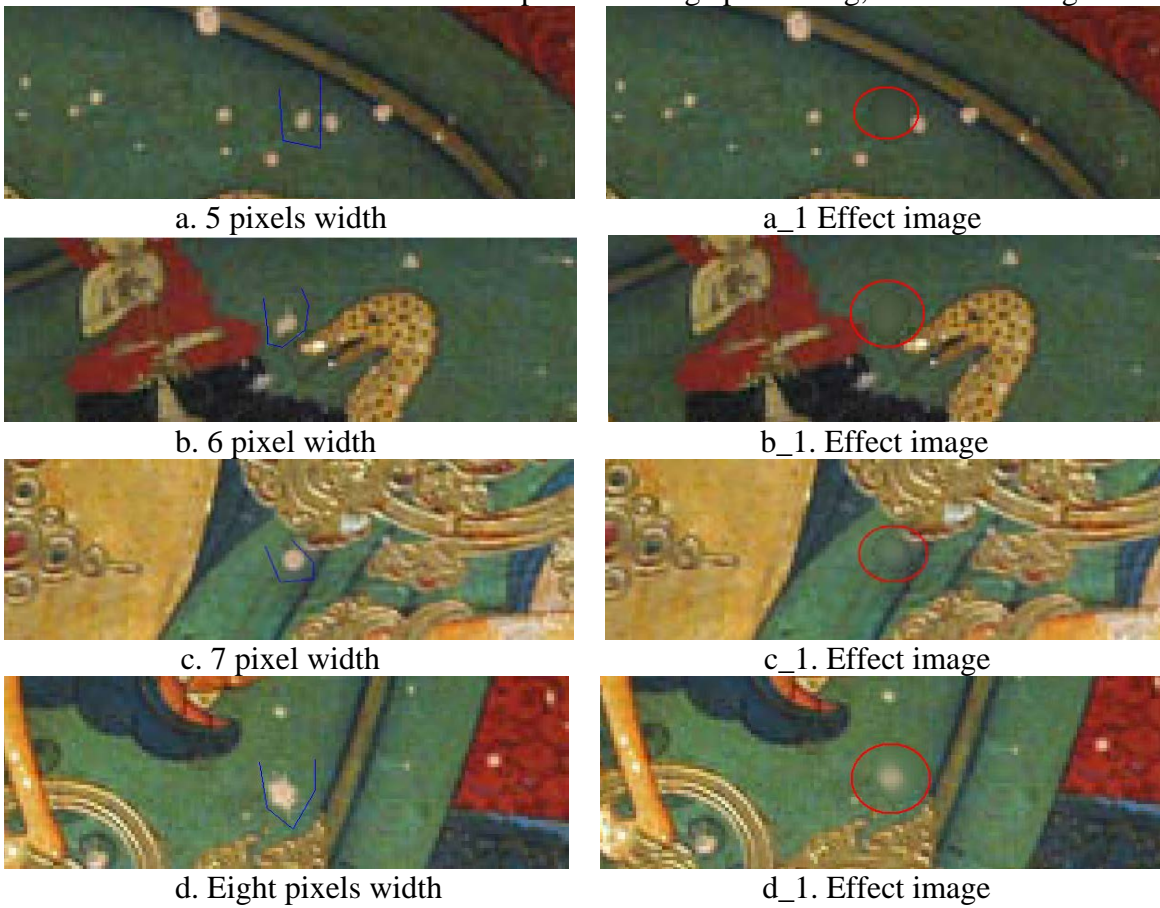 a. 5 pixels width
a_1 Effect image
b. 6 pixel width
b_1. Effect image
c. 7 pixel width
c_1. Effect image
d. Eight pixels width
d_1. Effect image